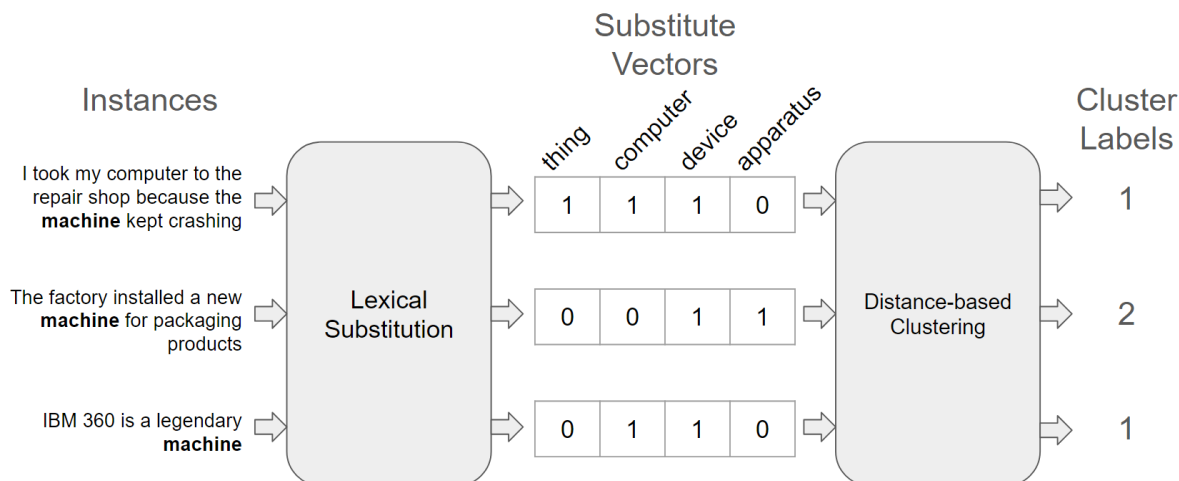 Substitute
Vectors
Instances
Cluster
Labels
thing
computer
device
apparatus
I took my computer to the
repair shop because the
machine kept crashing
1 1 1 0
1
The factory installed a new
machine for packaging
products
Lexical
Substitution
0 0 1 1
Distance-based
Clustering
2
IBM 360 is a legendary
machine
0 1 1 0
1